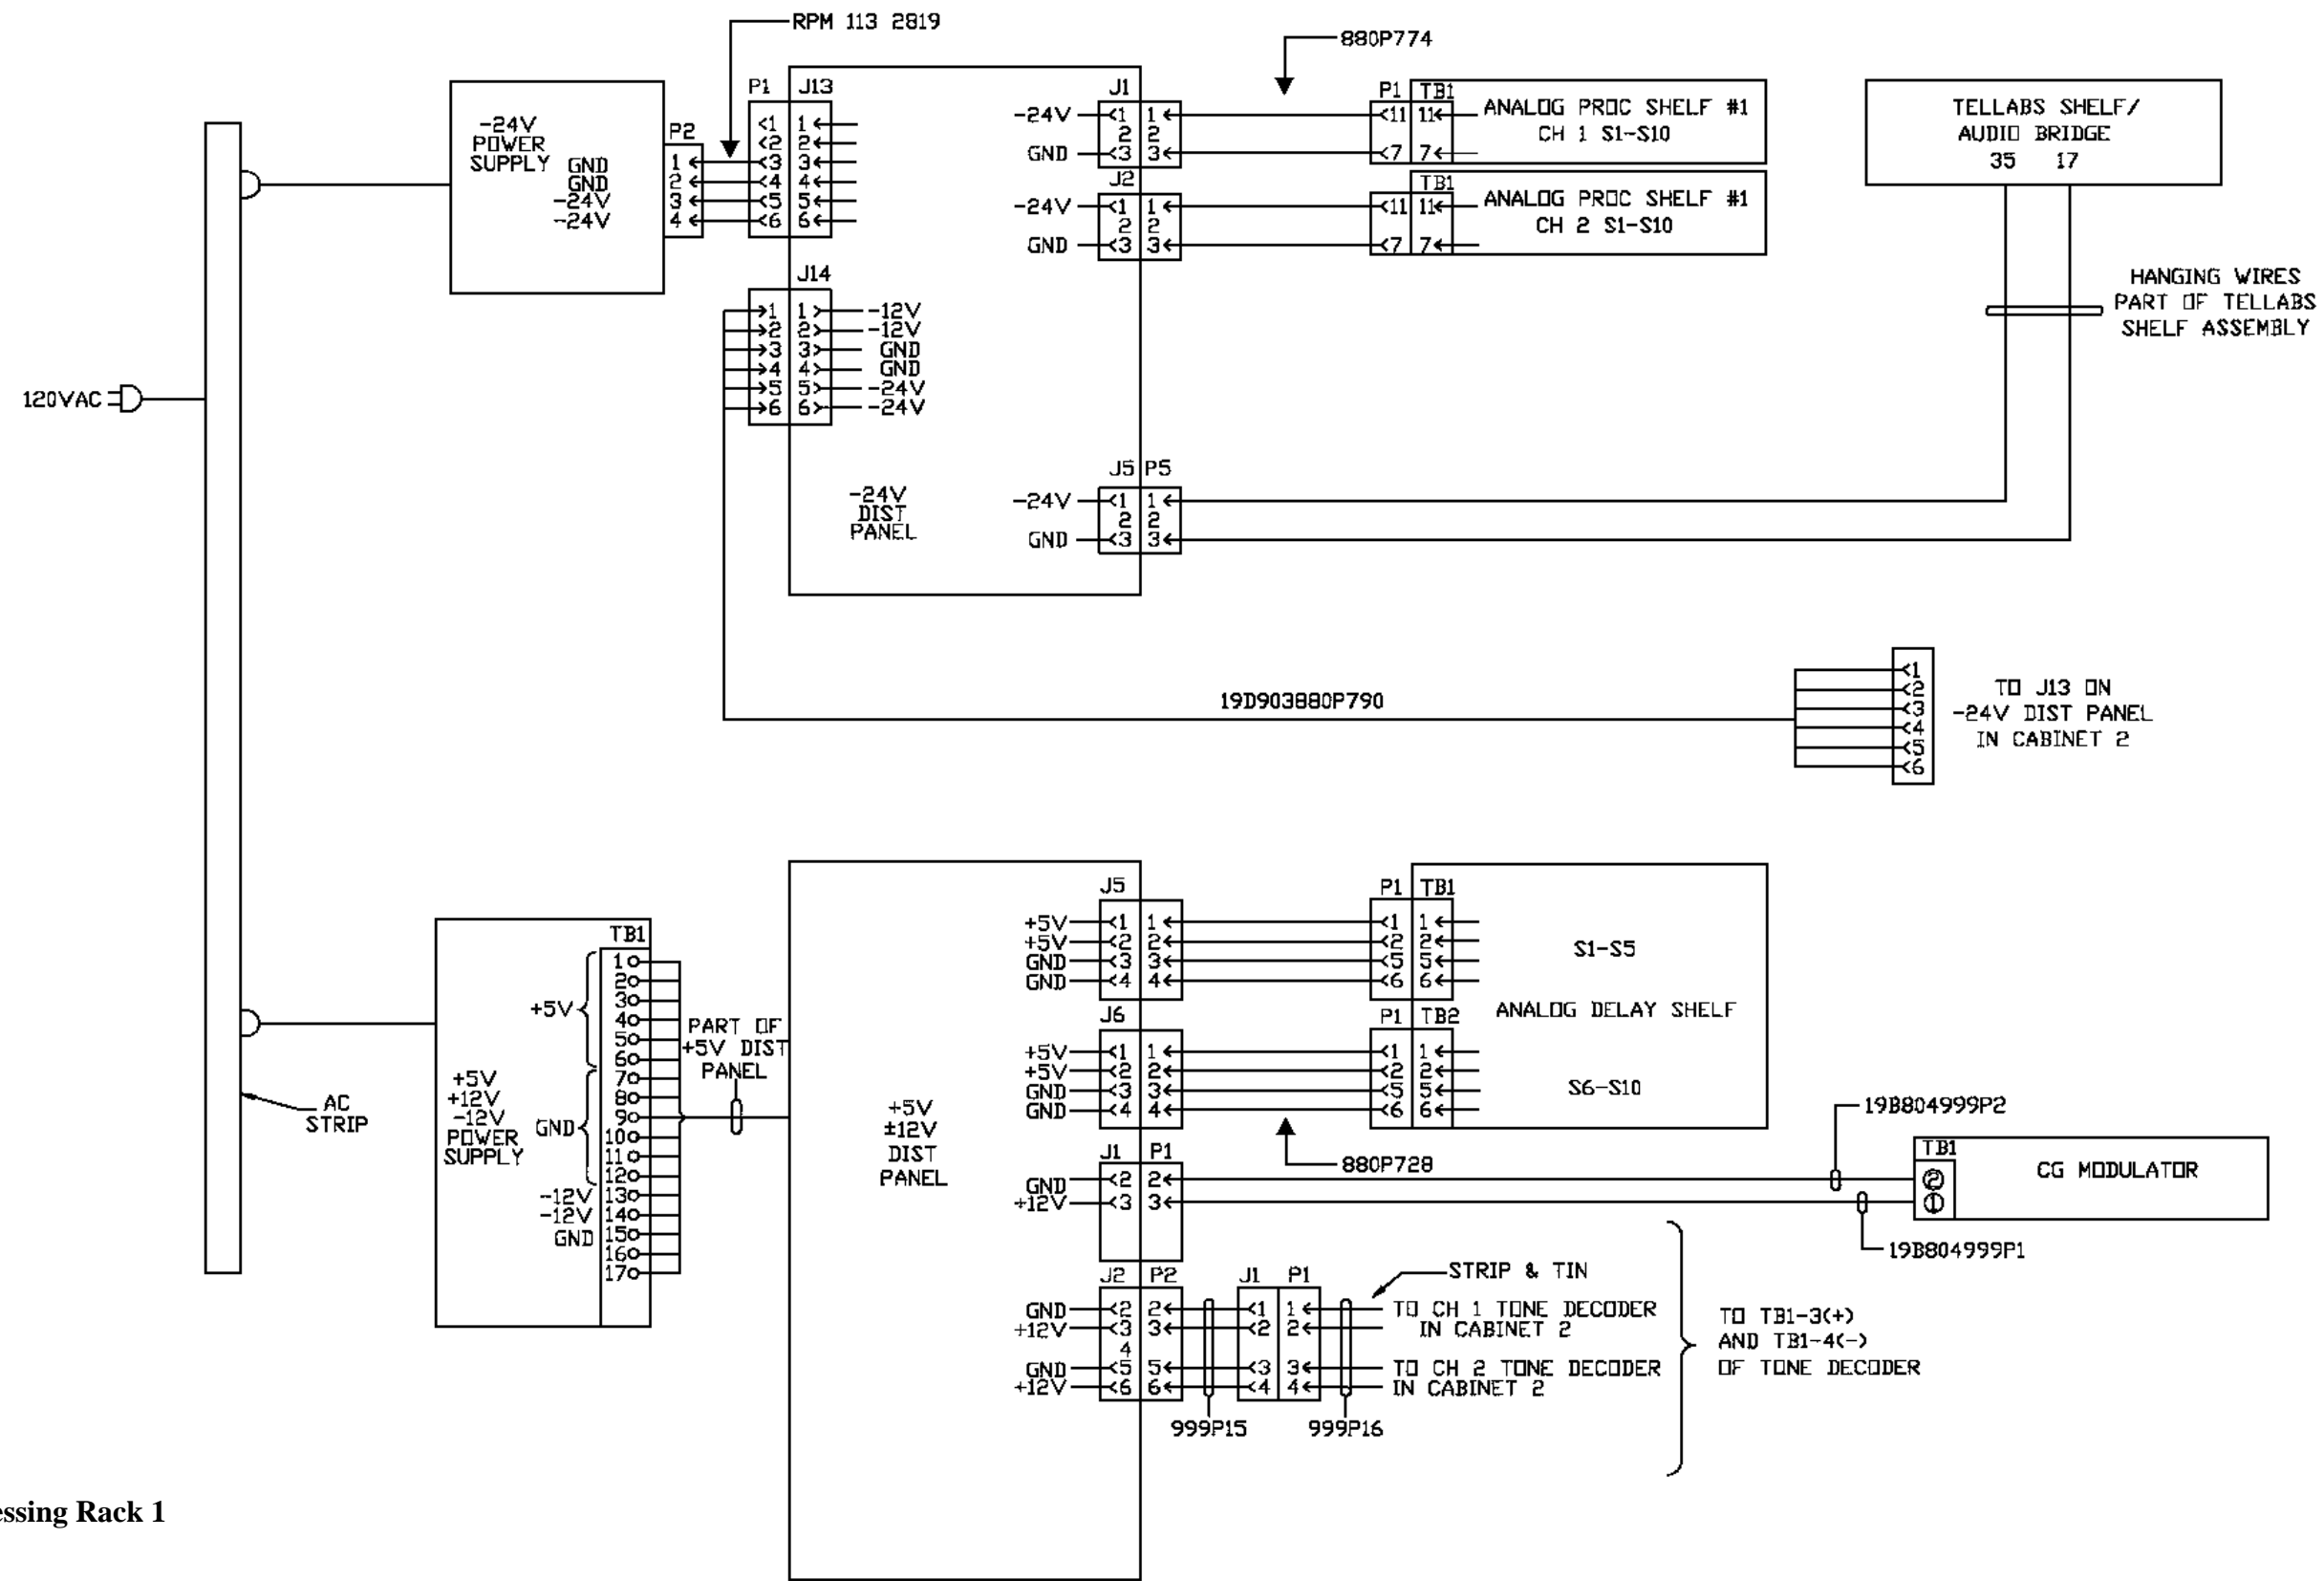 RPM 113 2819
880P774
-24V
POWER
SUPPLY
P2
GND
GND
-24V
-24V
1
2
3
4
P1 J13
<1 1
<2 2
<3 3
<4 4
<5 5
<6 6
J1
-24V <1 1
2 2
GND <3 3
J2
-24V <1 1
2 2
GND <3 3
P1 TB1
<11 11
<7 7
ANALOG PROC SHELF #1
CH 1 S1-S10
TB1
<11 11
<7 7
ANALOG PROC SHELF #1
CH 2 S1-S10
TELLABS SHELF/
AUDIO BRIDGE
35 17
HANGING WIRES
PART OF TELLABS
SHELF ASSEMBLY
J14
1 1 -12V
2 2 -12V
3 3 GND
4 4 GND
5 5 -24V
6 6 -24V
120VAC
J5 P5
-24V <1 1
2 2
GND <3 3
-24V
DIST
PANEL
19D903880P790
<1
<2
<3
<4
<5
<6
TO J13 ON
-24V DIST PANEL
IN CABINET 2
AC
STRIP
+5V
+12V
-12V
POWER
SUPPLY
TB1
+5V
GND
-12V
-12V
GND
1
2
3
4
5
6
7
8
9
10
11
12
13
14
15
16
17
PART OF
+5V DIST
PANEL
+5V
±12V
DIST
PANEL
J5
+5V <1 1
+5V <2 2
GND <3 3
GND <4 4
P1 TB1
<1 1
<2 2
<5 5
<6 6
S1-S5
ANALOG DELAY SHELF
J6
+5V <1 1
+5V <2 2
GND <3 3
GND <4 4
P1 TB2
<1 1
<2 2
<5 5
<6 6
S6-S10
880P728
J1 P1
GND <2 2
+12V <3 3
19B804999P2
TB1
2
1
CG MODULATOR
19B804999P1
J2 P2
GND <2 2
+12V <3 3
4
GND <5 5
+12V <6 6
J1 P1
<1 1
<2 2
<3 3
<4 4
STRIP & TIN
TO CH 1 TONE DECODER
IN CABINET 2
TO CH 2 TONE DECODER
IN CABINET 2
TO TB1-3(+)
AND TB1-4(-)
OF TONE DECODER
999P15
999P16
essing Rack 1